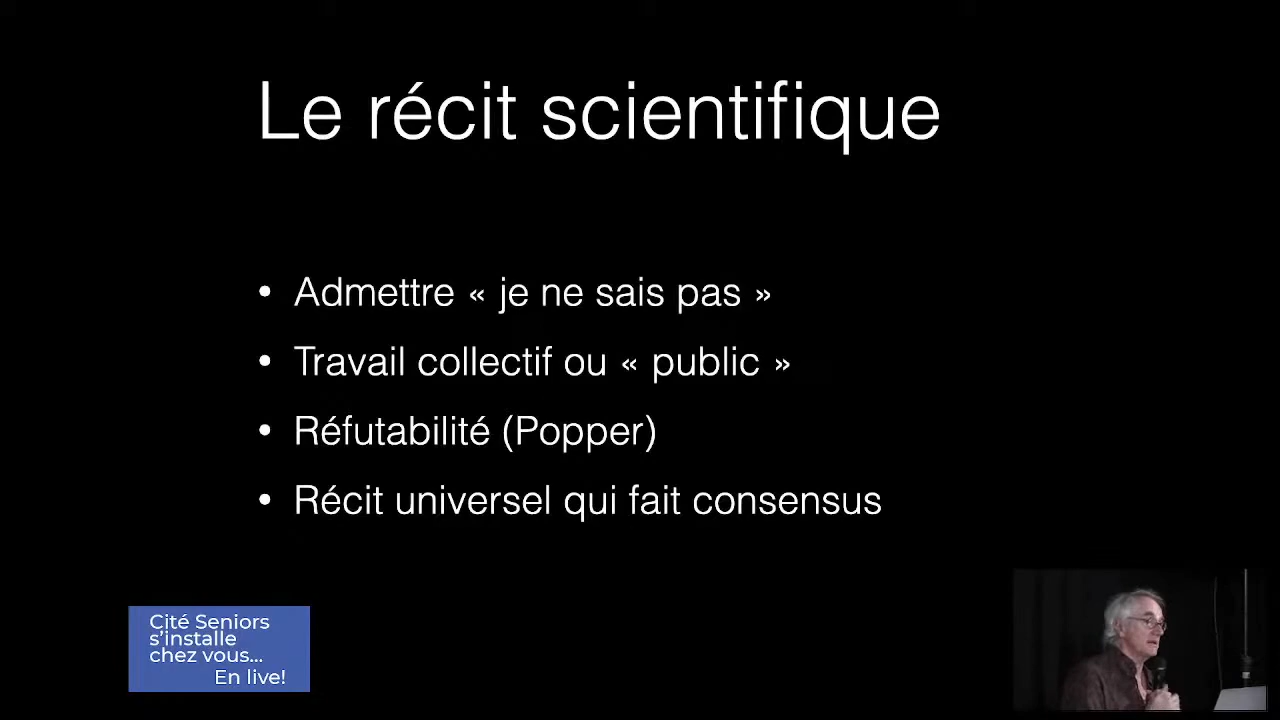 Le récit scientifique
• Admettre « je ne sais pas »
• Travail collectif ou « public »
• Réfutabilité (Popper)
• Récit universel qui fait consensus
Cité Seniors
s'installe
chez vous...
En live!